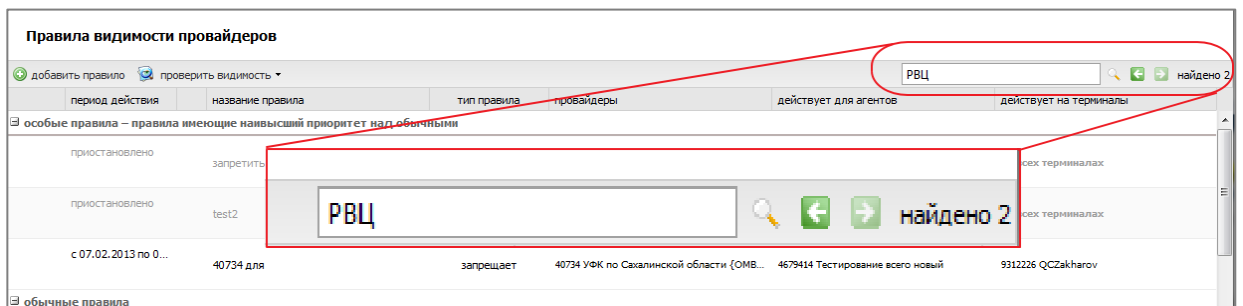 Правила видимости провайдеров
добавить правило проверить видимость РВЦ найдено 2
период действия название правила тип правила провайдеры действует для агентов действует на терминалы
особые правила – правила имеющие наивысший приоритет над обычными
приостановлено запретить сех терминалах
РВЦ найдено 2
приостановлено test2 сех терминалах
с 07.02.2013 по 0... 40734 для запрещает 40734 УФК по Сахалинской области {ОМВ... 4679414 Тестирование всего новый 9312226 QCZakharov
обычные правила